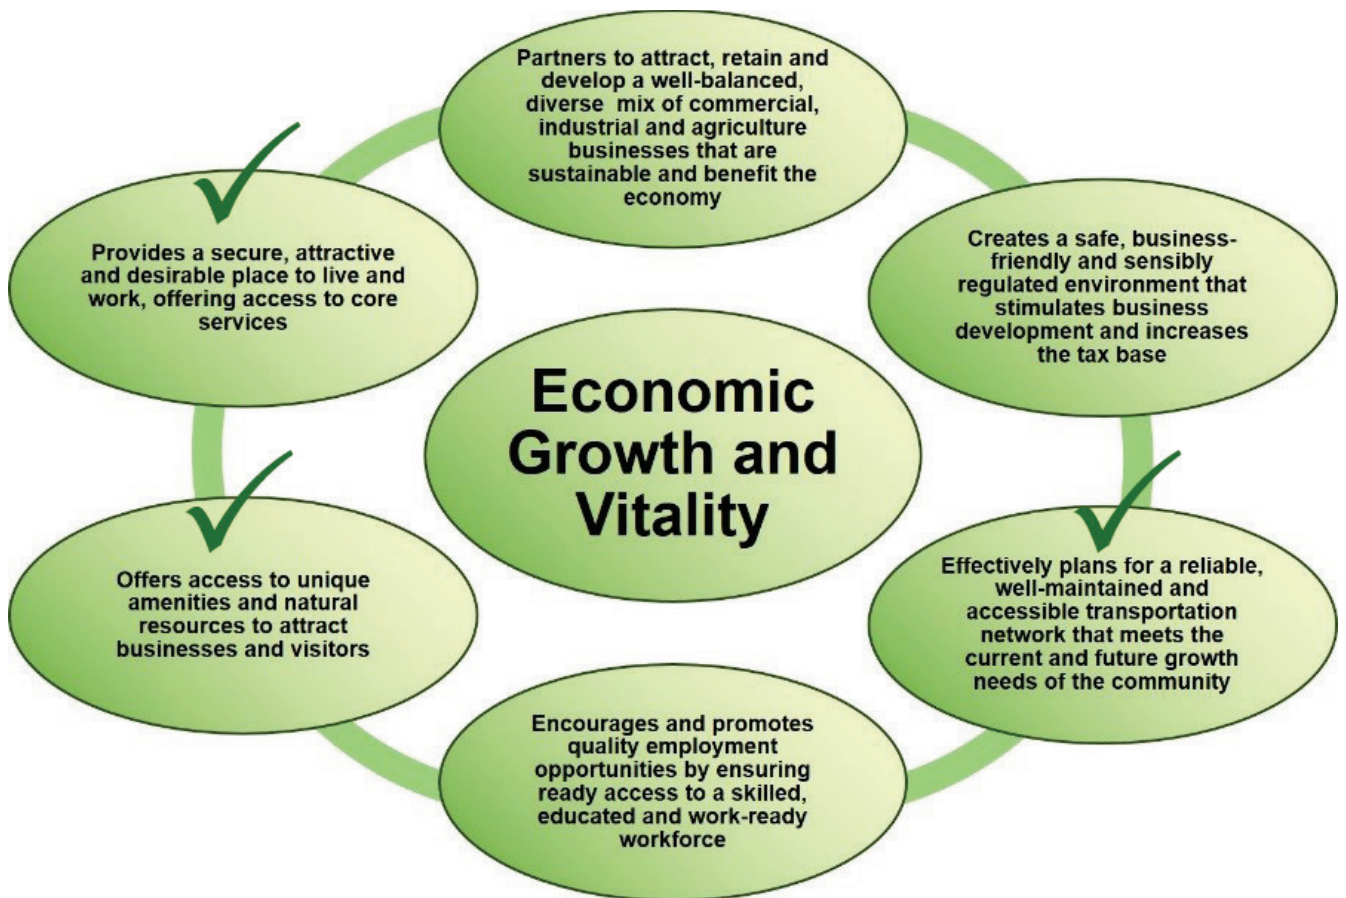 Partners to attract, retain and
develop a well-balanced,
diverse mix of commercial,
industrial and agriculture
businesses that are
sustainable and benefit the
economy
Creates a safe, business-
friendly and sensibly
regulated environment that
stimulates business
development and increases
the tax base
Effectively plans for a reliable,
well-maintained and
accessible transportation
network that meets the
current and future growth
needs of the community
Encourages and promotes
quality employment
opportunities by ensuring
ready access to a skilled,
educated and work-ready
workforce
Offers access to unique
amenities and natural
resources to attract
businesses and visitors
Provides a secure, attractive
and desirable place to live and
work, offering access to core
services
Economic
Growth and
Vitality